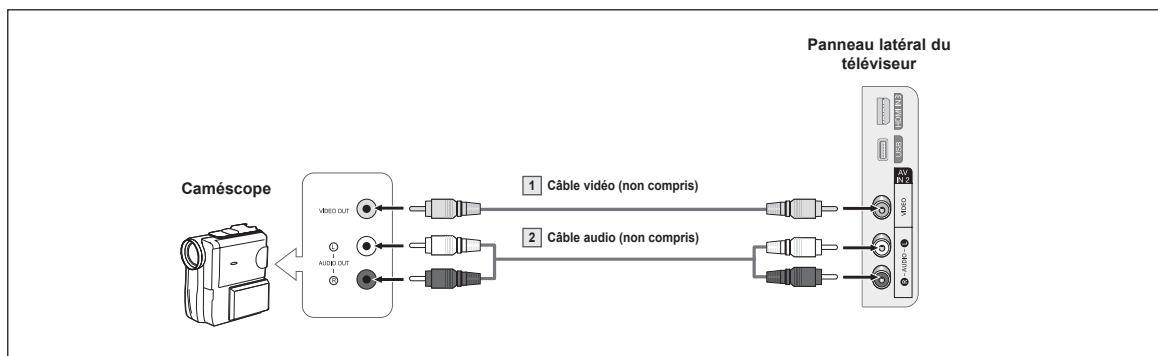 Panneau latéral du
téléviseur
HDMI IN 3
USB
AV
IN 2
Caméscope
1 Câble vidéo (non compris)
VIDEO OUT
VIDEO
2 Câble audio (non compris)
L
AUDIO OUT
R
R - AUDIO - L